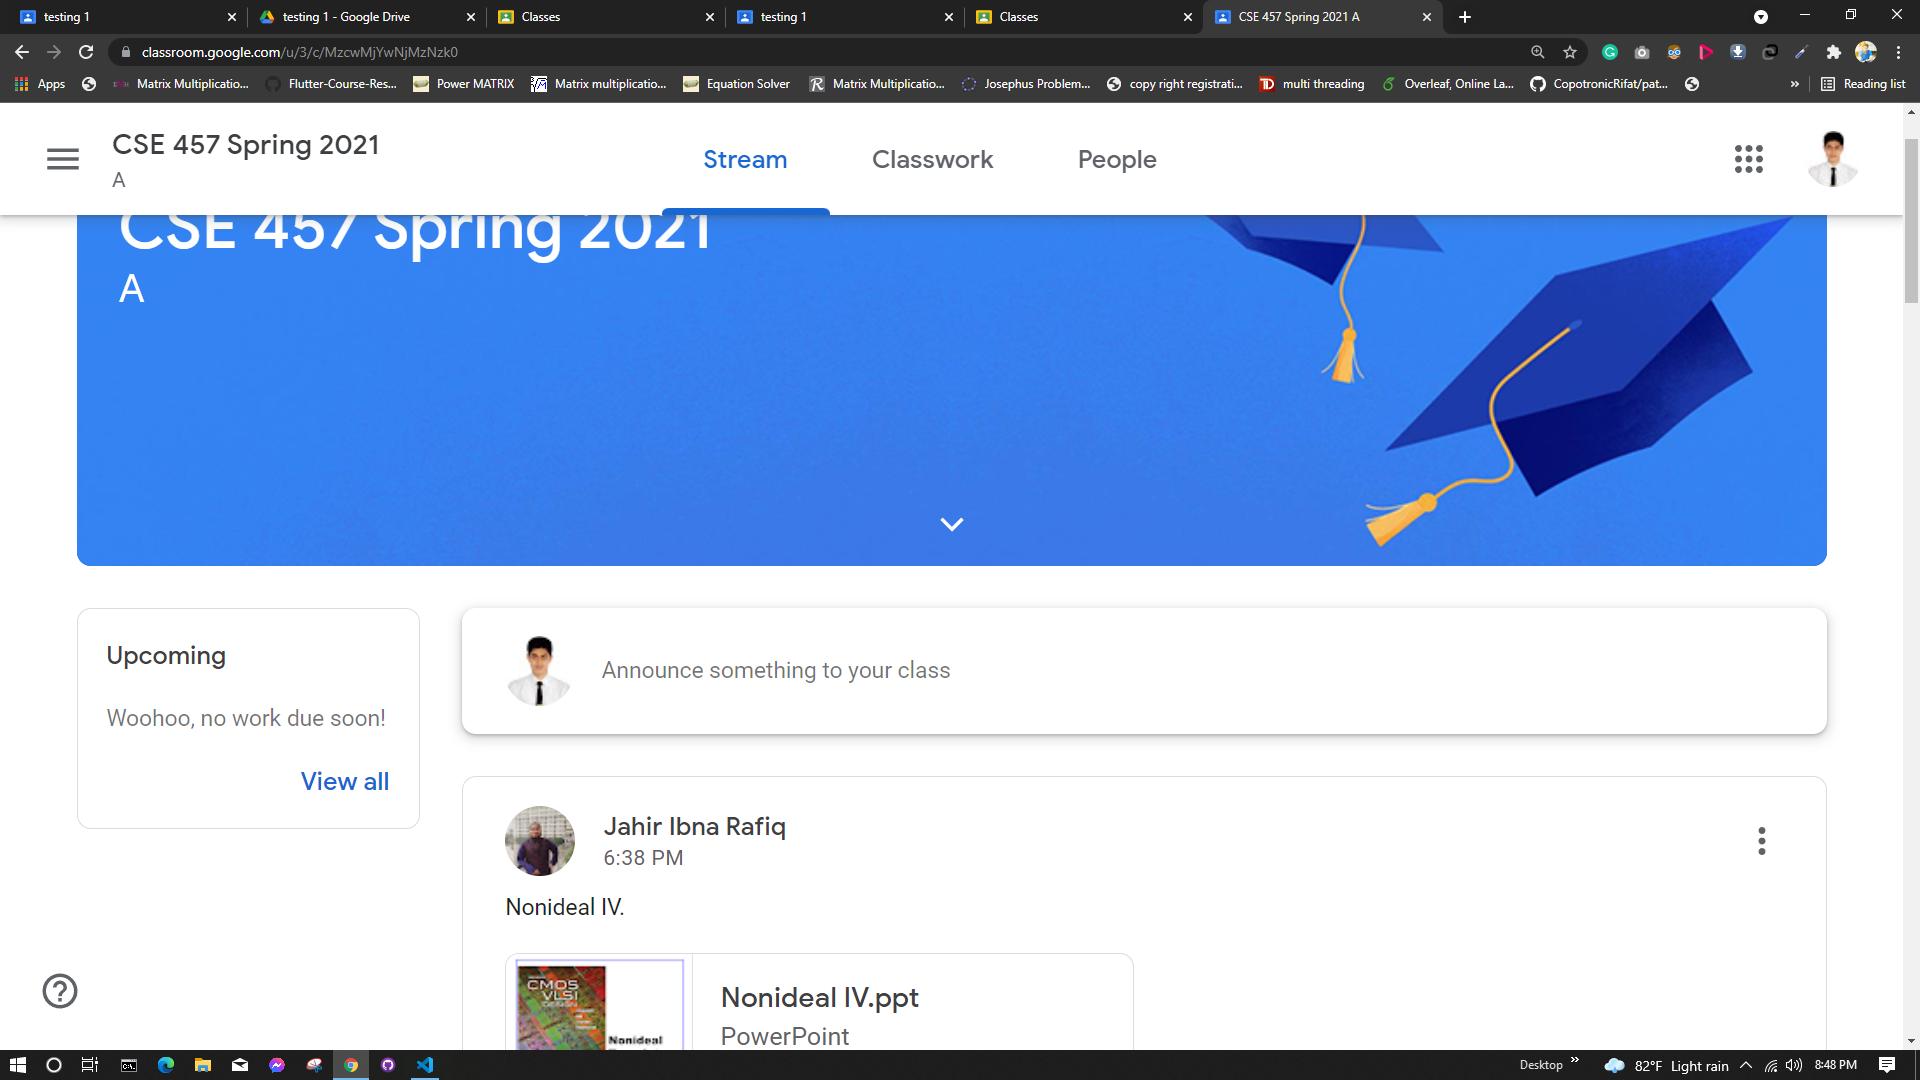 testing 1
testing 1 - Google Drive
Classes
testing 1
Classes
CSE 457 Spring 2021 A
classroom.google.com/u/3/c/MzcwMjYwNjMzNzk0
Apps
Matrix Multiplicatio...
Flutter-Course-Res...
Power MATRIX
Matrix multiplicatio...
Equation Solver
Matrix Multiplicatio...
Josephus Problem...
copy right registrati...
multi threading
Overleaf, Online La...
CopotronicRifat/pat...
»
Reading list
CSE 457 Spring 2021
A
Stream
Classwork
People
CSE 457 Spring 2021
A
Upcoming
Woohoo, no work due soon!
View all
Announce something to your class
Jahir Ibna Rafiq
6:38 PM
Nonideal IV.
CMOS
VLSI
DESIGN
Nonideal
Nonideal IV.ppt
PowerPoint
Desktop »
82°F Light rain
8:48 PM